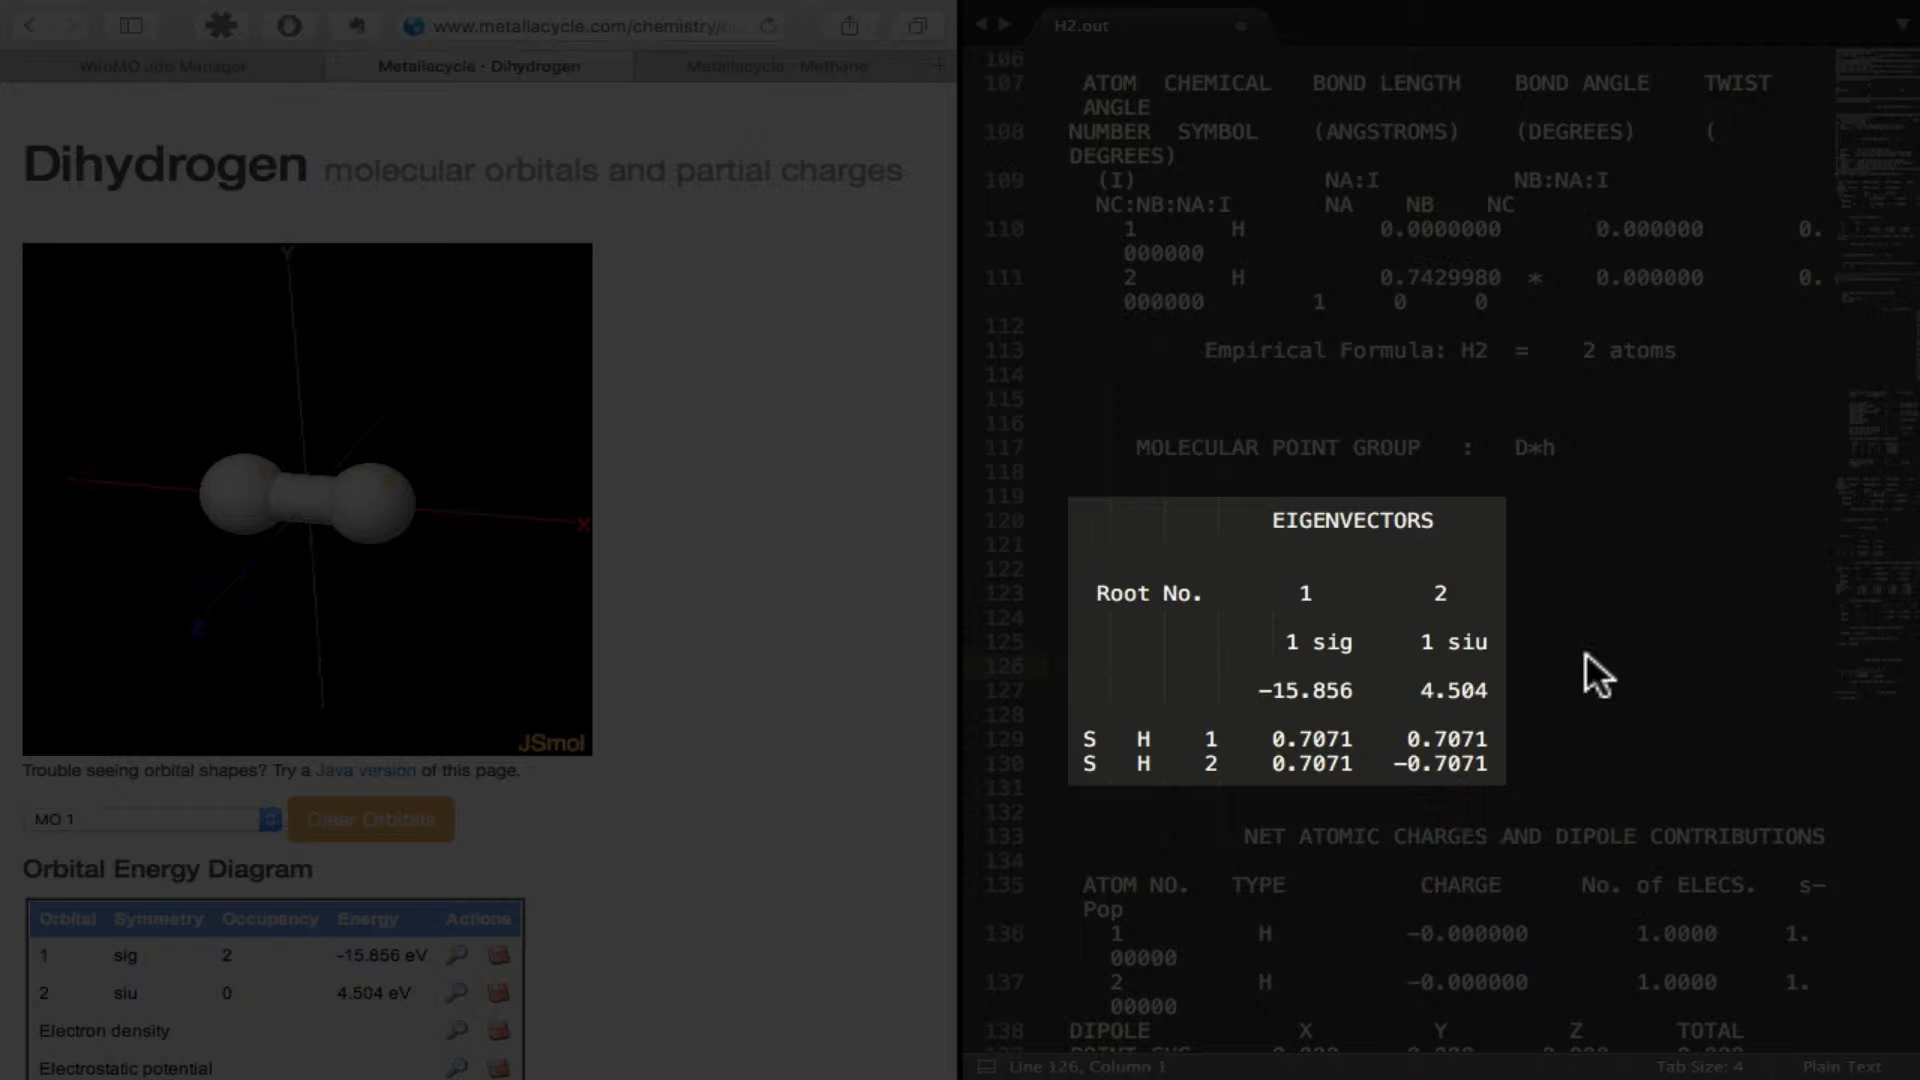 www.metallacycle.com/chemistry/
WebMO Job Manager
Metallacycle · Dihydrogen
Metallacycle · Methane
Dihydrogen molecular orbitals and partial charges
Y
X
Z
JSmol
Trouble seeing orbital shapes? Try a Java version of this page.
MO 1
Clear Orbitals
Orbital Energy Diagram
Orbital Symmetry Occupancy Energy Actions
1 sig 2 -15.856 eV
2 siu 0 4.504 eV
Electron density
Electrostatic potential
H2.out
106
107 ATOM CHEMICAL BOND LENGTH BOND ANGLE TWIST
ANGLE
108 NUMBER SYMBOL (ANGSTROMS) (DEGREES) (
DEGREES)
109 (I) NA:I NB:NA:I
NC:NB:NA:I NA NB NC
110 1 H 0.0000000 0.000000 0.
000000
111 2 H 0.7429980 * 0.000000 0.
000000 1 0 0
112
113 Empirical Formula: H2 = 2 atoms
114
115
116
117 MOLECULAR POINT GROUP : D*h
118
119
120 EIGENVECTORS
121
122
123 Root No. 1 2
124
125 1 sig 1 siu
126
127 -15.856 4.504
128
129 S H 1 0.7071 0.7071
130 S H 2 0.7071 -0.7071
131
132
133 NET ATOMIC CHARGES AND DIPOLE CONTRIBUTIONS
134
135 ATOM NO. TYPE CHARGE No. of ELECS. s-
Pop
136 1 H -0.000000 1.0000 1.
00000
137 2 H -0.000000 1.0000 1.
00000
138 DIPOLE X Y Z TOTAL
Line 126, Column 1
Tab Size: 4
Plain Text